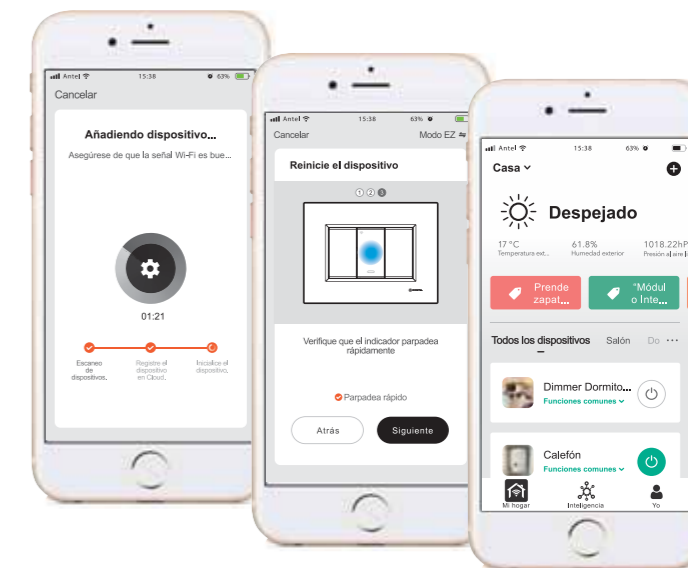 Antel 15:38 63%
Cancelar
Añadiendo dispositivo...
Asegúrese de que la señal Wi-Fi es bue...
01:21
Escaneo
de
dispositivos.
Registre el
dispositivo
en Cloud.
Inicialice el
dispositivo.
Antel 15:38 63%
Cancelar Modo EZ
Reinicie el dispositivo
1 2 3
Verifique que el indicador parpadea
rápidamente
Parpadea rápido
Atrás Siguiente
Antel 15:38 63%
Casa
Despejado
17 °C 61.8% 1018.22hP
Temperatura ext... Humedad exterior Presión al aire li
Prende
zapat...
"Módul
o Inte...
Todos los dispositivos Salón Do ...
Dimmer Dormito...
Funciones comunes
Calefón
Funciones comunes
Mi hogar Inteligencia Yo